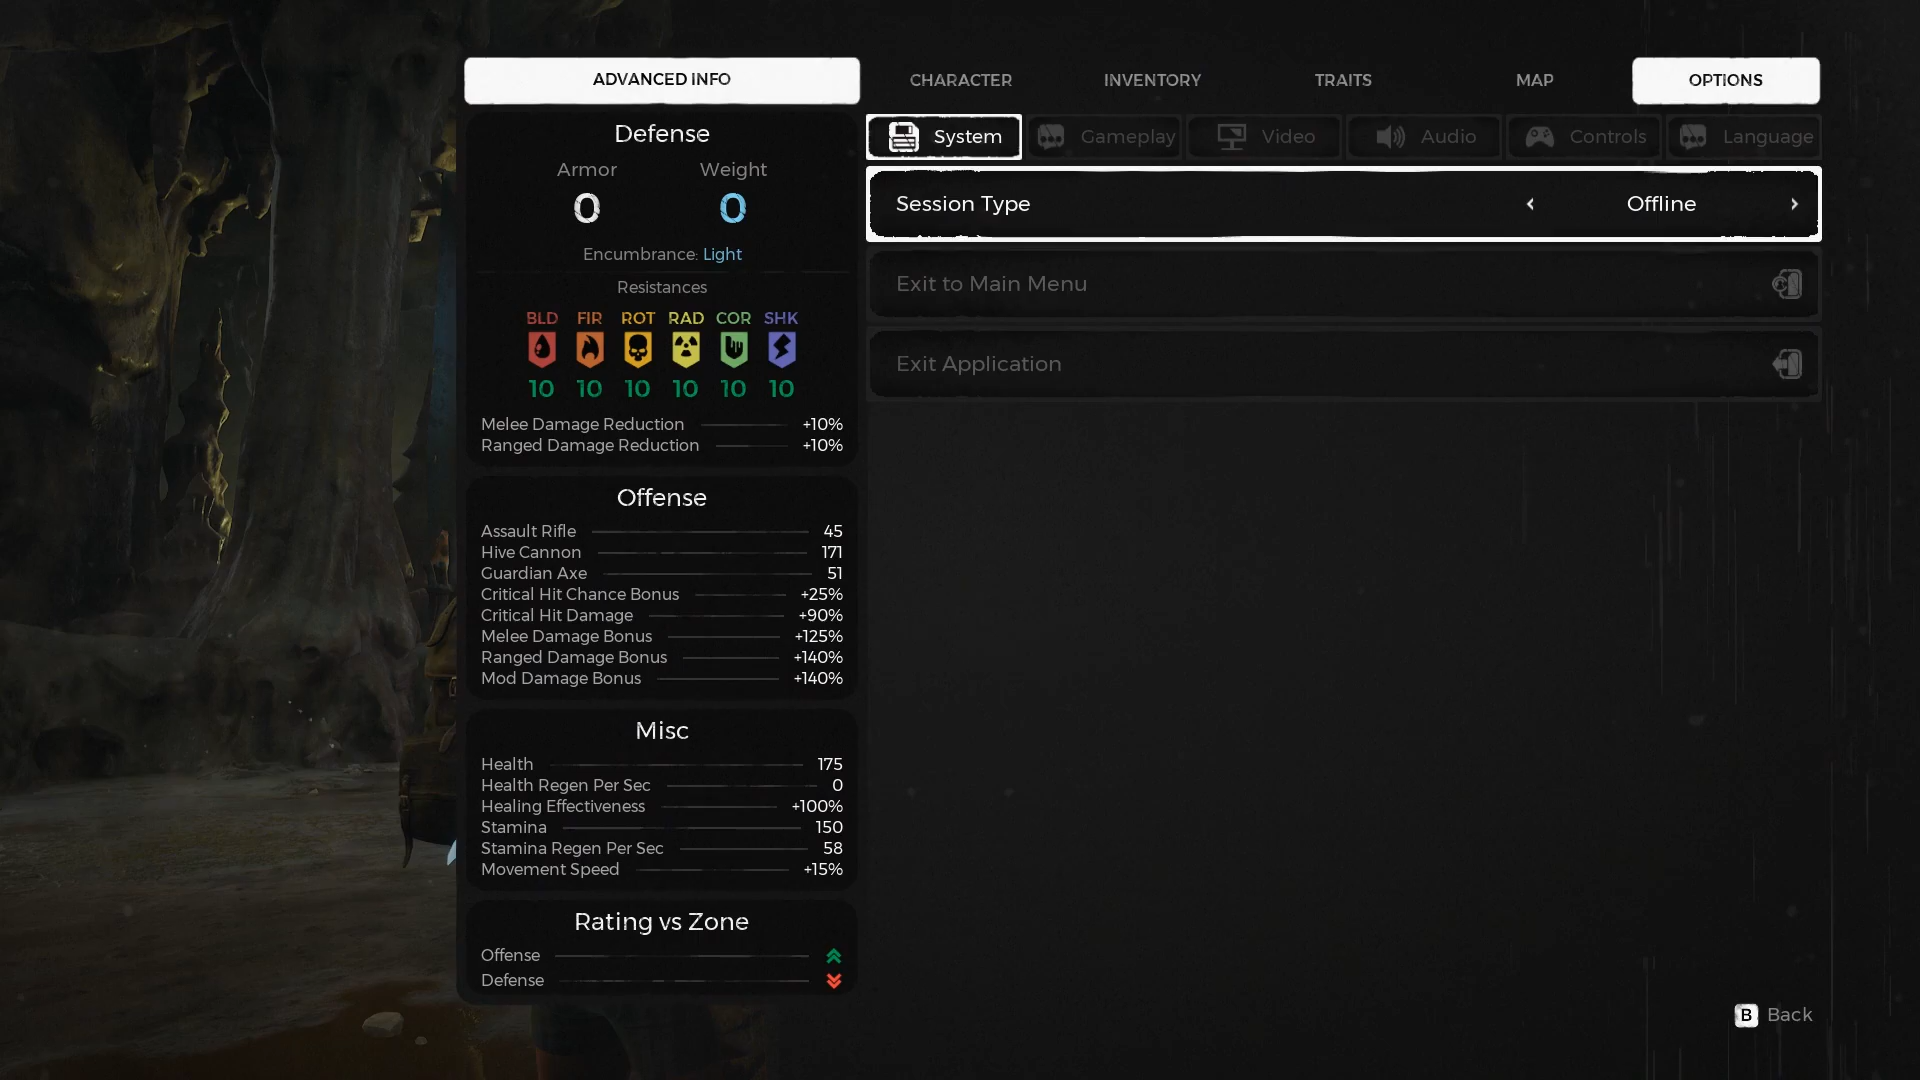 ADVANCED INFO
CHARACTER
INVENTORY
TRAITS
MAP
OPTIONS
Defense
Armor
Weight
0
0
Encumbrance: Light
Resistances
BLD FIR ROT RAD COR SHK
10 10 10 10 10 10
Melee Damage Reduction +10%
Ranged Damage Reduction +10%
Offense
Assault Rifle 45
Hive Cannon 171
Guardian Axe 51
Critical Hit Chance Bonus +25%
Critical Hit Damage +90%
Melee Damage Bonus +125%
Ranged Damage Bonus +140%
Mod Damage Bonus +140%
Misc
Health 175
Health Regen Per Sec 0
Healing Effectiveness +100%
Stamina 150
Stamina Regen Per Sec 58
Movement Speed +15%
Rating vs Zone
Offense
Defense
System
Gameplay
Video
Audio
Controls
Language
Session Type
Offline
Exit to Main Menu
Exit Application
B Back